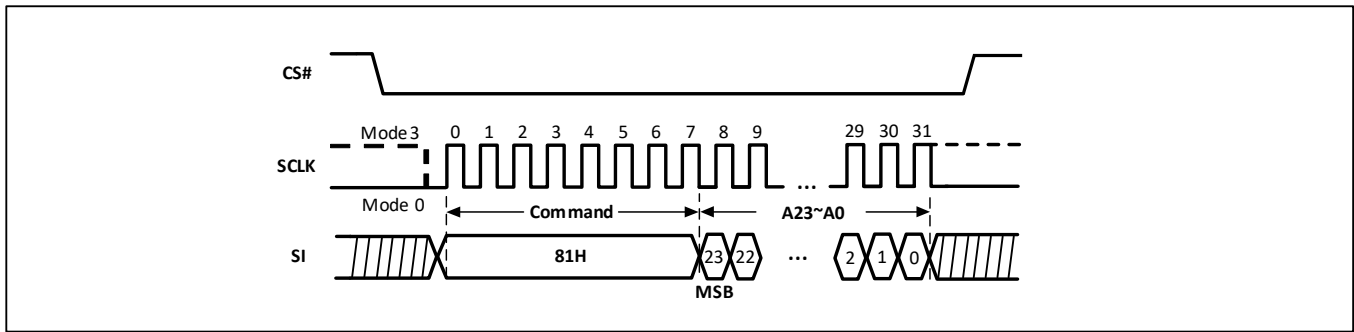 CS#
Mode 3 0 1 2 3 4 5 6 7 8 9 29 30 31
SCLK
...
Mode 0 Command A23~A0
SI 81H 23 22 ... 2 1 0
MSB